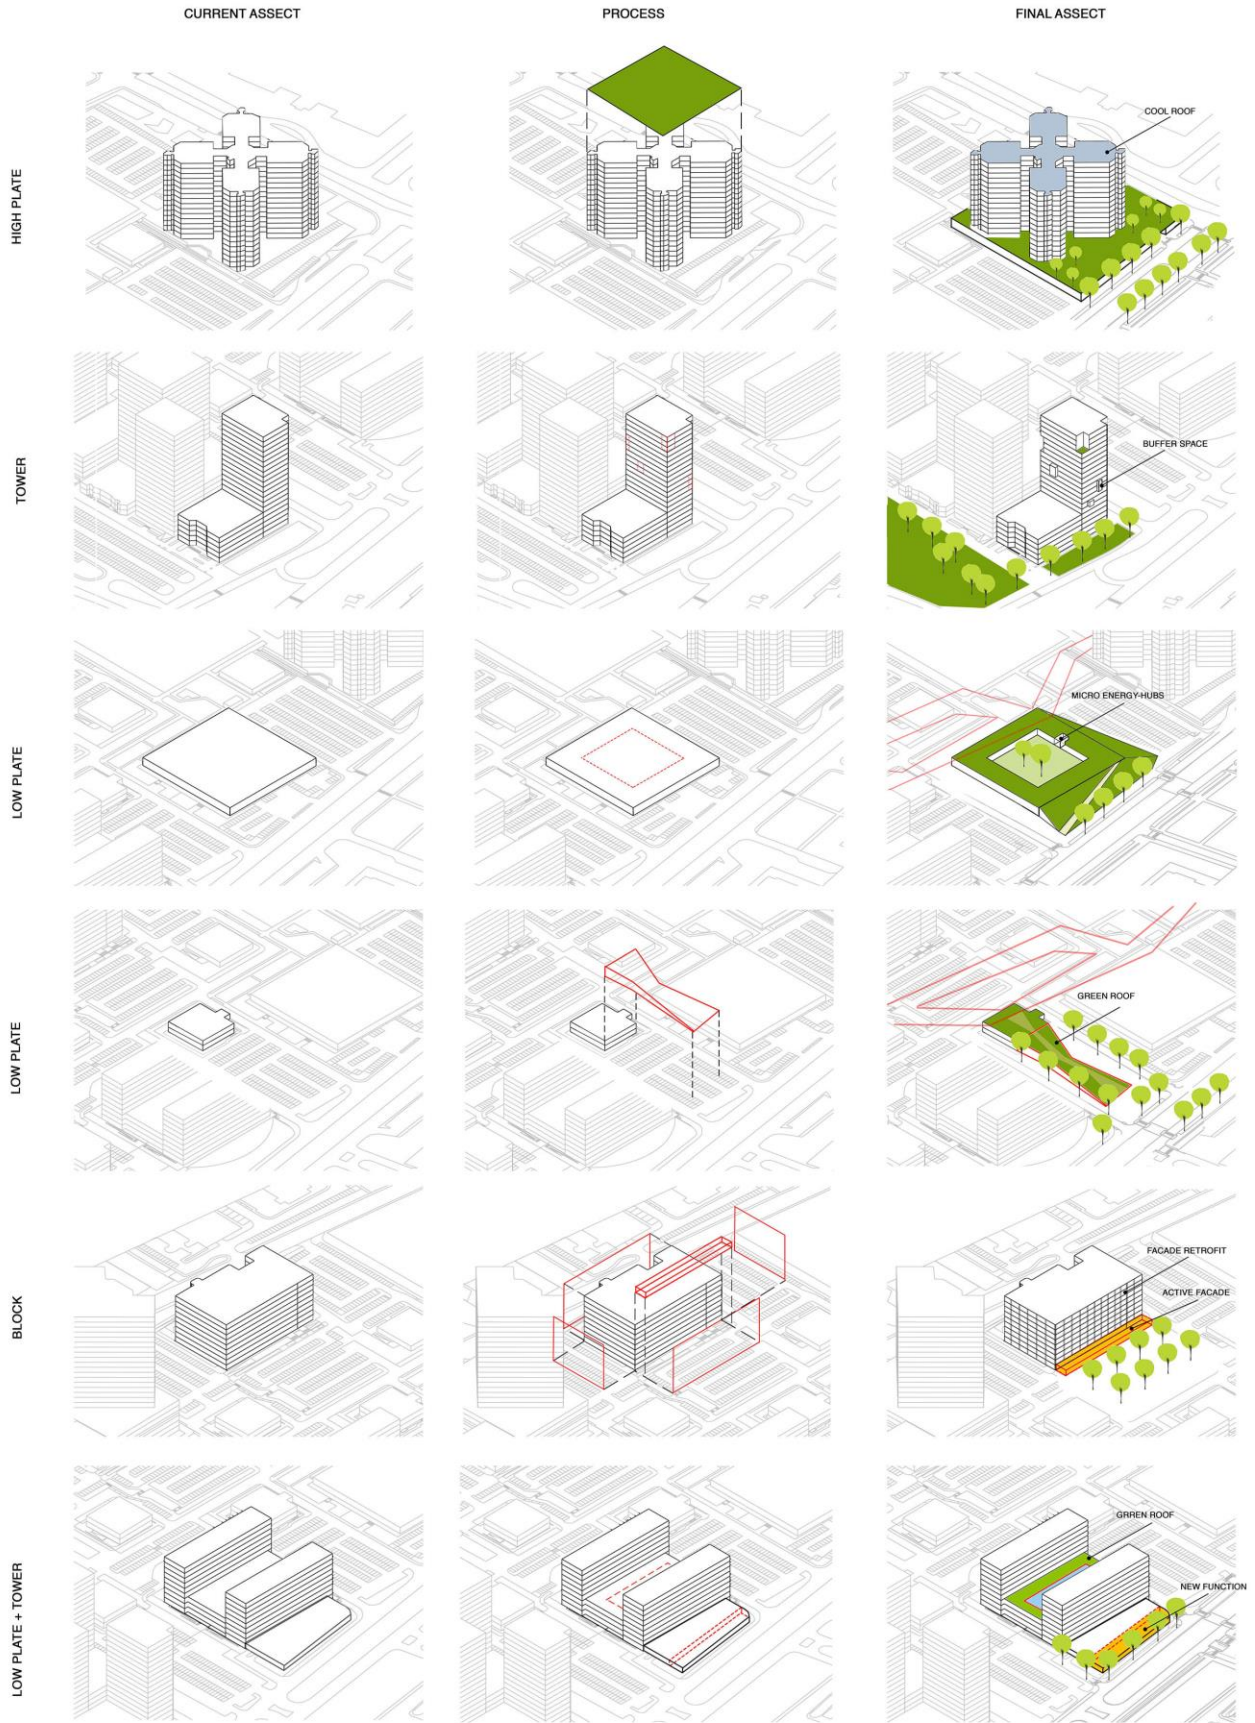 CURRENT ASSECT
PROCESS
FINAL ASSECT
HIGH PLATE
COOL ROOF
TOWER
BUFFER SPACE
LOW PLATE
MICRO ENERGY-HUBS
LOW PLATE
GREEN ROOF
BLOCK
FACADE RETROFIT
ACTIVE FACADE
LOW PLATE + TOWER
GRREN ROOF
NEW FUNCTION